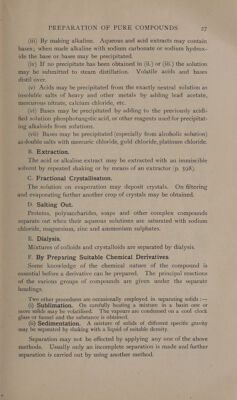 PREPARATION OF PURE COMPOUNDS 27
(iii) By making alkaline. Aqueous and acid extracts may contain
bases; when made alkaline with sodium carbonate or sodium hydrox-
ide the base or bases may be precipitated.
(iv) If no precipitate has been obtained in (ii.) or (iii.) the solution
may be submitted to steam distillation. Volatile acids and bases
distil over.
(v) Acids may be precipitated from the exactly neutral solution as
insoluble salts of heavy and other metals by adding lead acetate,
mercurous nitrate, calcium chloride, etc.
(vi) Bases may be precipitated by adding to the previously acidi-
fied solution phosphotungstic acid, or other reagents used for precipitat-
ing alkaloids from solutions.
(vii) Bases may be precipitated (especially from alcoholic solution)
as double salts with mercuric chloride, gold chloride, platinum chloride.
B. Extraction.
The acid or alkaline extract may be extracted with an immiscible
solvent by repeated shaking or by means of an extractor (p. 598).
C. Fractional Crystallisation.
The solution on evaporation may deposit crystals. On filtering
and evaporating further another crop of crystals may be obtained.
D. Salting Out.
Proteins, polysaccharides, soaps and other complex compounds
separate out when their aqueous solutions are saturated with sodium
chloride, magnesium, zinc and ammonium sulphates.
E. Dialysis.
Mixtures of colloids and crystalloids are separated by dialysis.
F. By Preparing Suitable Chemical Derivatives.
Some knowledge of the chemical nature of the compound is
essential before a derivative can be prepared. The principal reactions
of the various groups of compounds are given under the separate
headings.
Two other procedures are occasionally employed in separating solids:—
(i) Sublimation. On carefully heating a mixture in a basin one or
more solids may be volatilised. The vapours are condensed on a cool clock
glass or funnel and the substance is obtained.
(ii) Sedimentation. A mixture of solids of different specific gravity
may be separated by shaking with a liquid of suitable density.
Separation may not be effected by applying any one of the above
methods. Usually only an incomplete separation is made and further
separation is carried out by using another method.